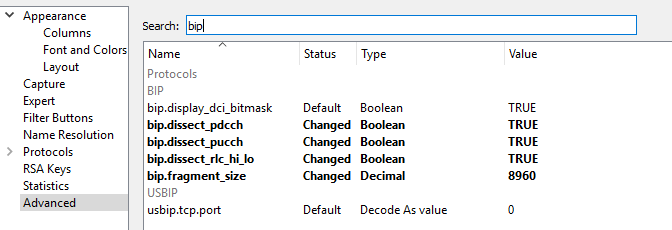 Appearance
Columns
Font and Colors
Layout
Capture
Expert
Filter Buttons
Name Resolution
Protocols
RSA Keys
Statistics
Advanced
Search: bip
Name Status Type Value
Protocols
BIP
bip.display_dci_bitmask Default Boolean TRUE
bip.dissect_pdcch Changed Boolean TRUE
bip.dissect_pucch Changed Boolean TRUE
bip.dissect_rlc_hi_lo Changed Boolean TRUE
bip.fragment_size Changed Decimal 8960
USBIP
usbip.tcp.port Default Decode As value 0